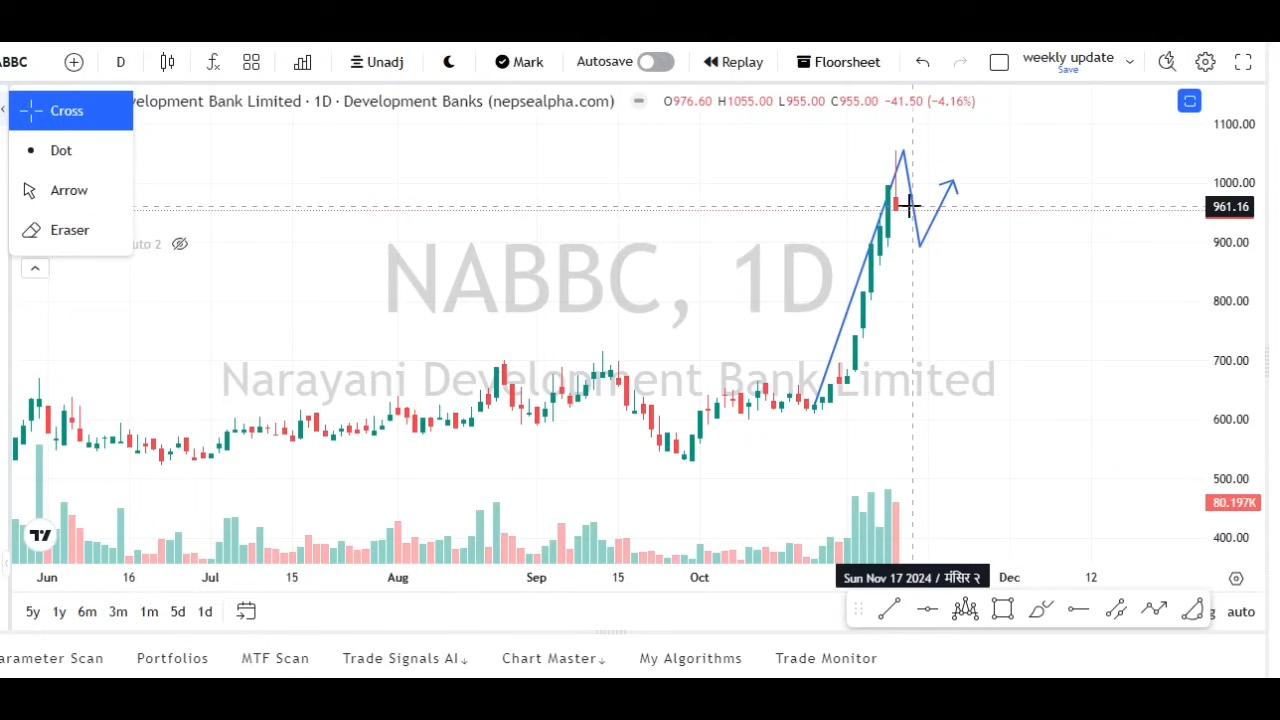 ABBC D Unadj Mark Autosave Replay Floorsheet weekly update
Save
Cross velopment Bank Limited · 1D · Development Banks (nepsealpha.com) O976.60 H1055.00 L955.00 C955.00 −41.50 (−4.16%)
Dot
Arrow
Eraser
uto 2
1100.00
1000.00
961.16
900.00
800.00
700.00
600.00
500.00
80.197K
400.00
NABBC, 1D
Narayani Development Bank Limited
Jun 16 Jul 15 Aug Sep 15 Oct Sun Nov 17 2024 / मंसिर २ Dec 12
5y 1y 6m 3m 1m 5d 1d g auto
arameter Scan Portfolios MTF Scan Trade Signals AI↓ Chart Master↓ My Algorithms Trade Monitor